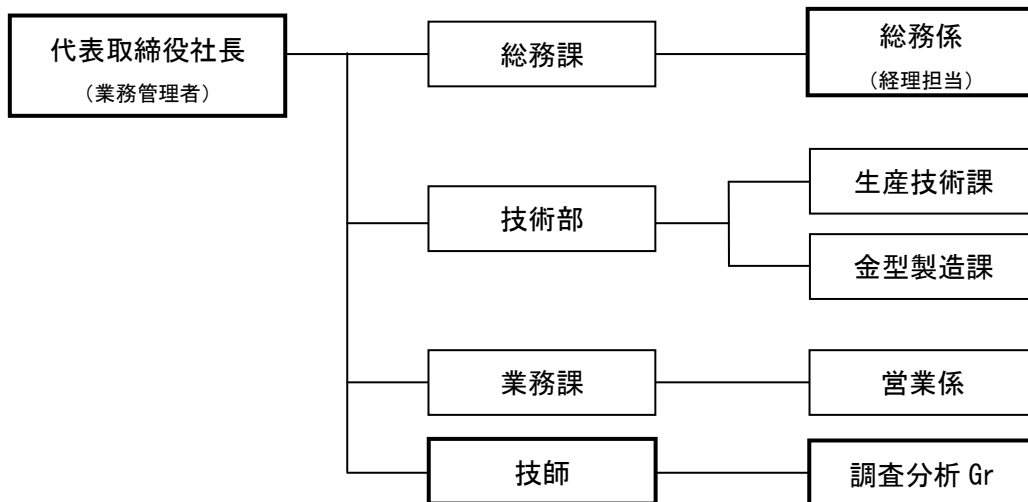 代表取締役社長
（業務管理者）
総務課
総務係
（経理担当）
技術部
生産技術課
金型製造課
業務課
営業係
技師
調査分析 Gr